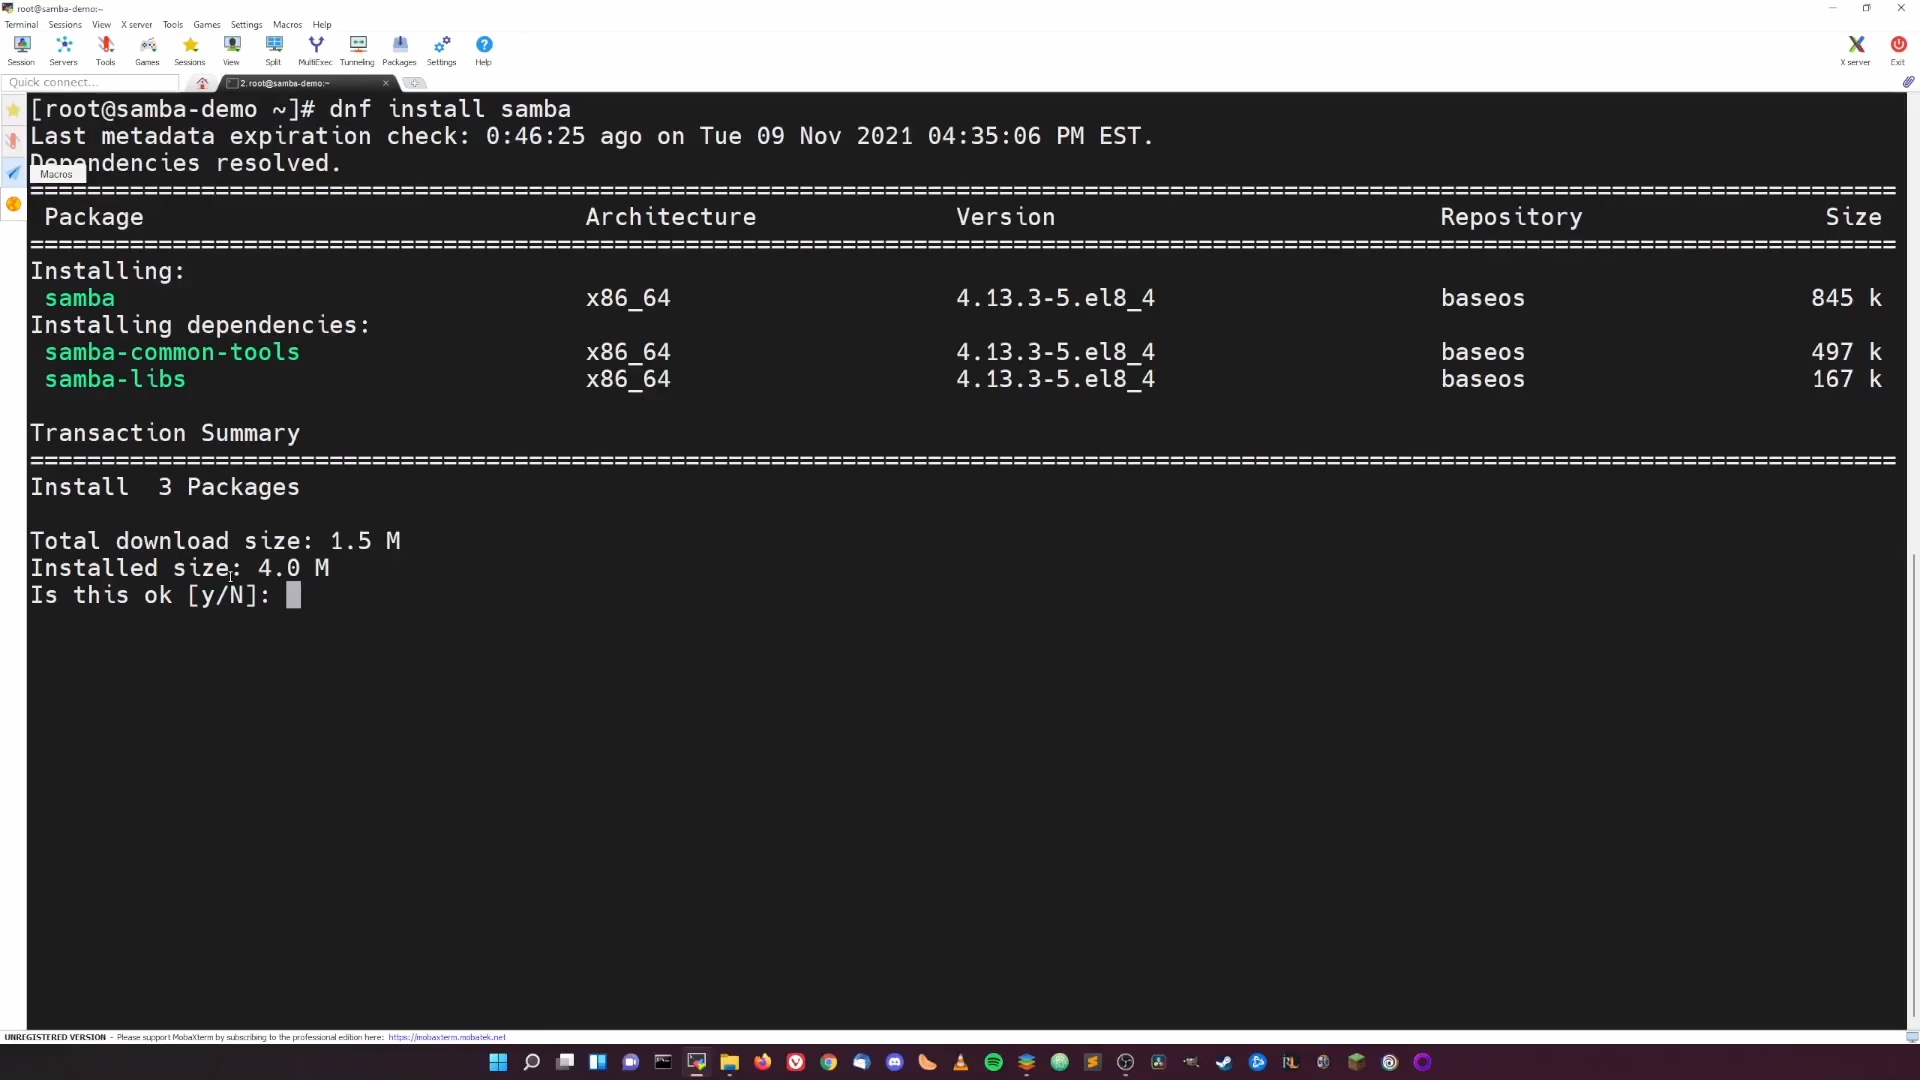 root@samba-demo:~
Terminal Sessions View X server Tools Games Settings Macros Help
Session Servers Tools Games Sessions View Split MultiExec Tunneling Packages Settings Help X server Exit
Quick connect... 2. root@samba-demo:~
[root@samba-demo ~]# dnf install samba
Last metadata expiration check: 0:46:25 ago on Tue 09 Nov 2021 04:35:06 PM EST.
Dependencies resolved.
Macros
================================================================================
Package Architecture Version Repository Size
================================================================================
Installing:
samba x86_64 4.13.3-5.el8_4 baseos 845 k
Installing dependencies:
samba-common-tools x86_64 4.13.3-5.el8_4 baseos 497 k
samba-libs x86_64 4.13.3-5.el8_4 baseos 167 k
Transaction Summary
================================================================================
Install  3 Packages
Total download size: 1.5 M
Installed size: 4.0 M
Is this ok [y/N]:
UNREGISTERED VERSION - Please support MobaXterm by subscribing to the professional edition here: https://mobaxterm.mobatek.net